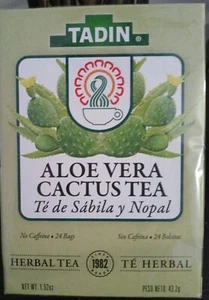 TADIN®
ALOE VERA
CACTUS TEA
Té de Sábila y Nopal
No Caffeine • 24 Bags
Sin Cafeína • 24 Bolsitas
HERBAL TEA
1982
TÉ HERBAL
NET WT. 1.52oz
PESO NETO: 43.2g